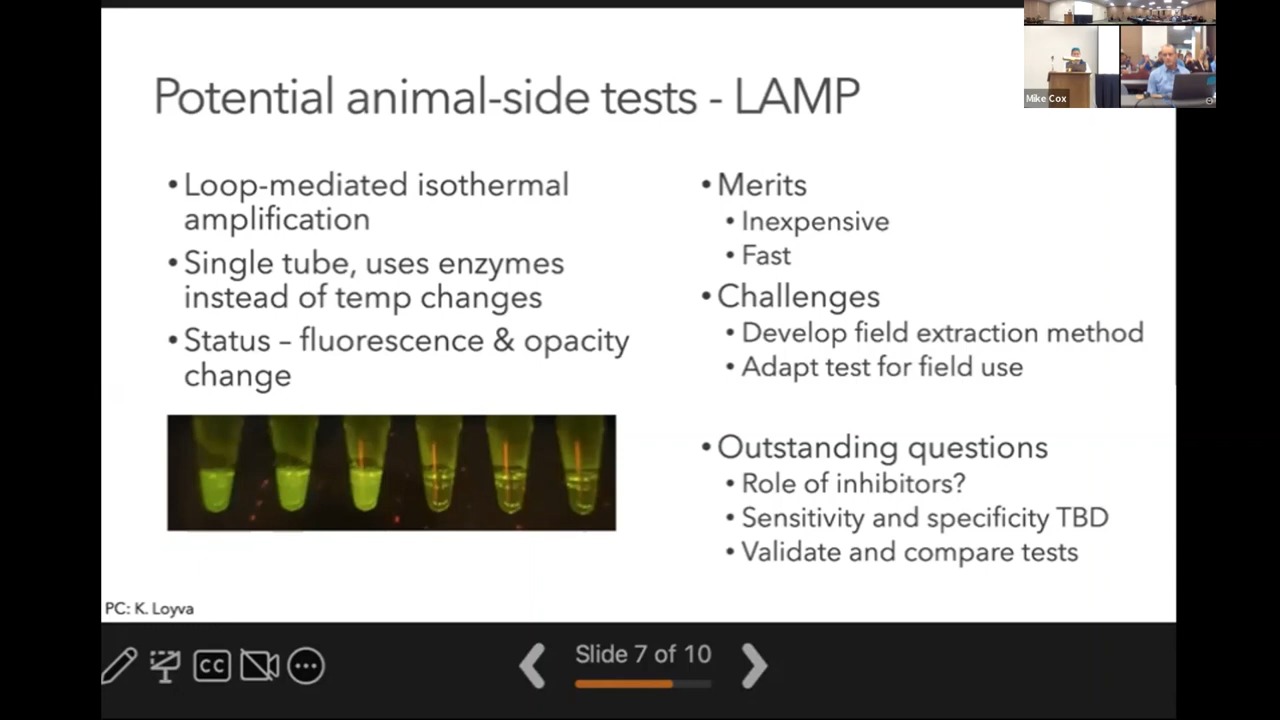 Potential animal-side tests - LAMP
• Loop-mediated isothermal
amplification
• Single tube, uses enzymes
instead of temp changes
• Status – fluorescence & opacity
change
• Merits
• Inexpensive
• Fast
• Challenges
• Develop field extraction method
• Adapt test for field use
• Outstanding questions
• Role of inhibitors?
• Sensitivity and specificity TBD
• Validate and compare tests
PC: K. Loyva
Mike Cox
CC
Slide 7 of 10